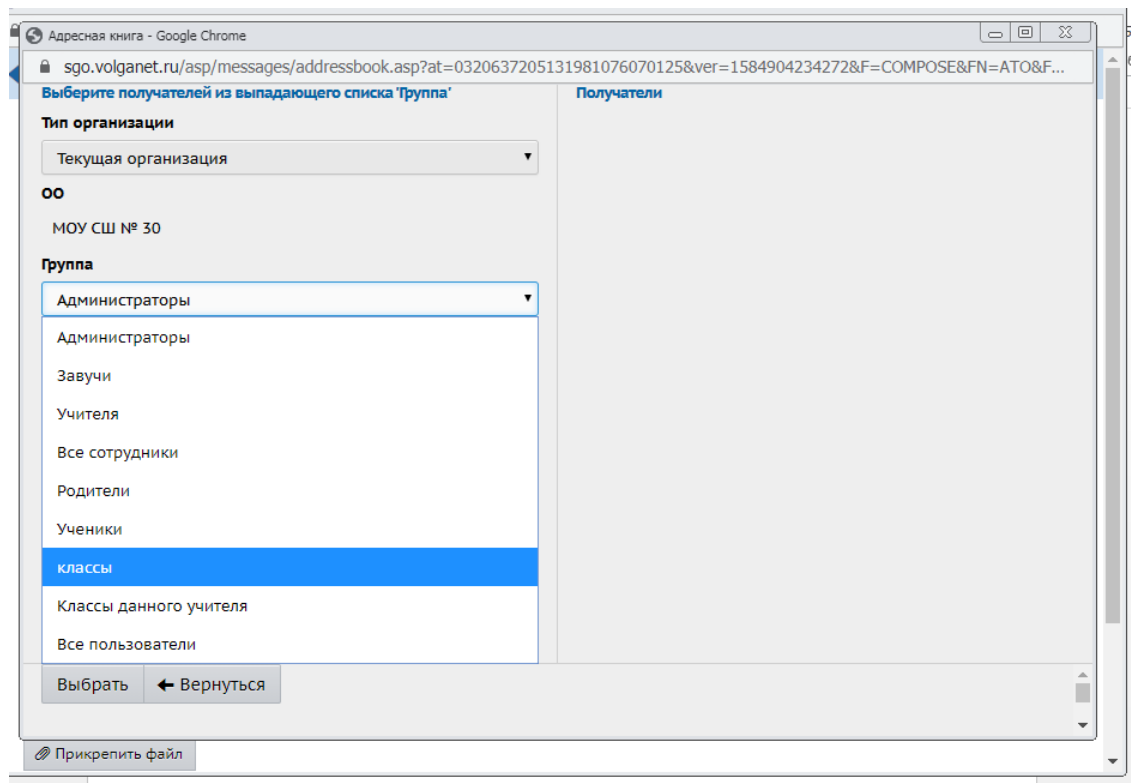 Адресная книга - Google Chrome
sgo.volganet.ru/asp/messages/addressbook.asp?at=0320637205131981076070125&ver=1584904234272&F=COMPOSE&FN=ATO&F...
Выберите получателей из выпадающего списка 'Группа'
Получатели
Тип организации
Текущая организация
ОО
МОУ СШ № 30
Группа
Администраторы
Администраторы
Завучи
Учителя
Все сотрудники
Родители
Ученики
классы
Классы данного учителя
Все пользователи
Выбрать
Вернуться
Прикрепить файл